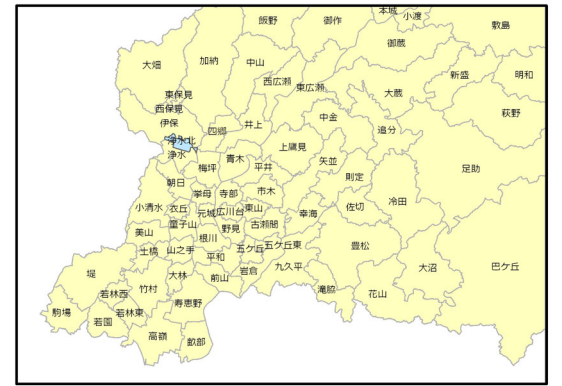 本城
小渡
飯野
御作
敷島
御蔵
大畑
加納
中山
新盛
明和
西広瀬
東広瀬
大蔵
東保見
西保見
萩野
伊保
中金
四郷
井上
追分
浄水北
浄水
上鷹見
青木
矢並
梅坪
平井
足助
則定
朝日
挙母
寺部
市木
冷田
小清水
衣丘
元城
広川台
東山
幸海
佐切
童子山
野見
古瀬間
美山
根川
土橋
山之手
五ケ丘
五ケ丘東
豊松
平和
巴ケ丘
堤
大林
前山
岩倉
九久平
大沼
竹村
若林西
寿恵野
滝脇
花山
駒場
若園
若林東
高嶺
畝部